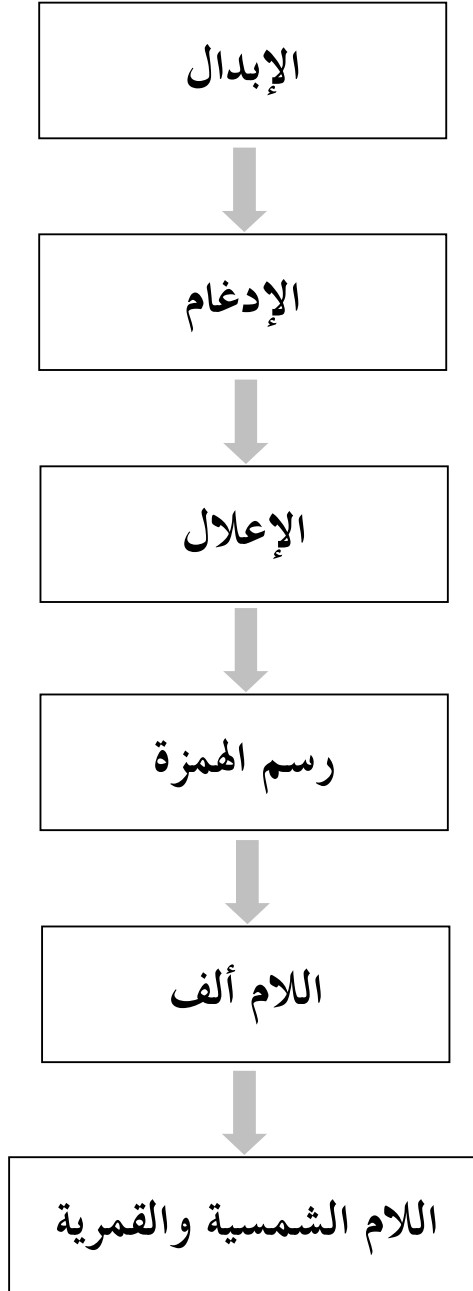 الإبدال
الإدغام
الإعلال
رسم الهمزة
اللام ألف
اللام الشمسية والقمرية